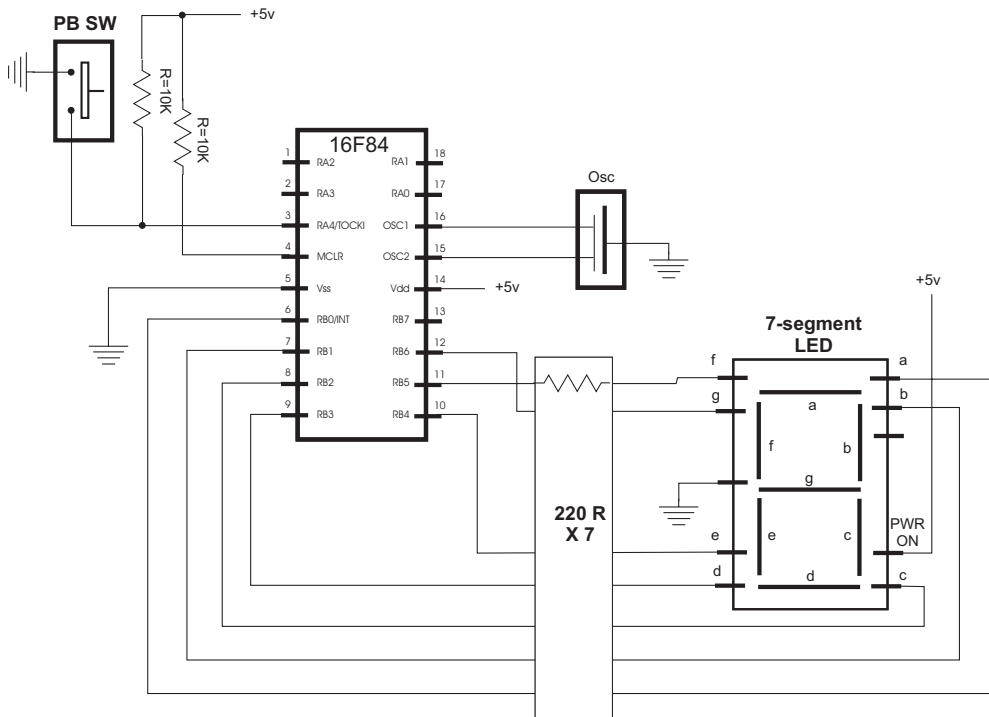 PB SW
+5v
R=10K
R=10K
16F84
1 RA2 RA1 18
2 RA3 RA0 17
3 RA4/TOCKI OSC1 16
4 MCLR OSC2 15
5 Vss Vdd 14
6 RB0/INT RB7 13
7 RB1 RB6 12
8 RB2 RB5 11
9 RB3 RB4 10
Osc
+5v
+5v
7-segment
LED
f
a
g
b
a
f
b
g
e
c
d
PWR
ON
e
d
c
220 R
X 7